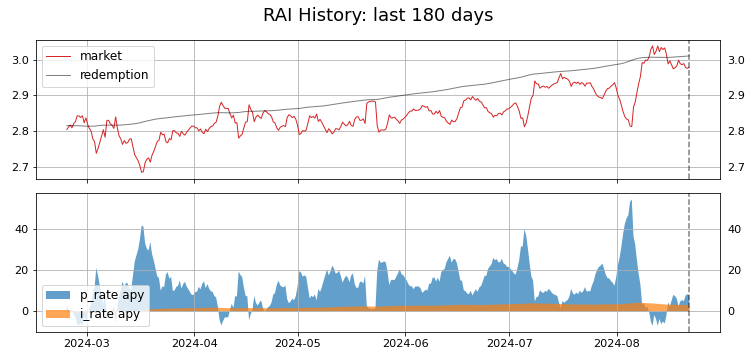 RAI History: last 180 days
market
redemption
3.0 3.0
2.9 2.9
2.8 2.8
2.7 2.7
40 40
20 20
0 0
p_rate apy
i_rate apy
2024-03 2024-04 2024-05 2024-06 2024-07 2024-08